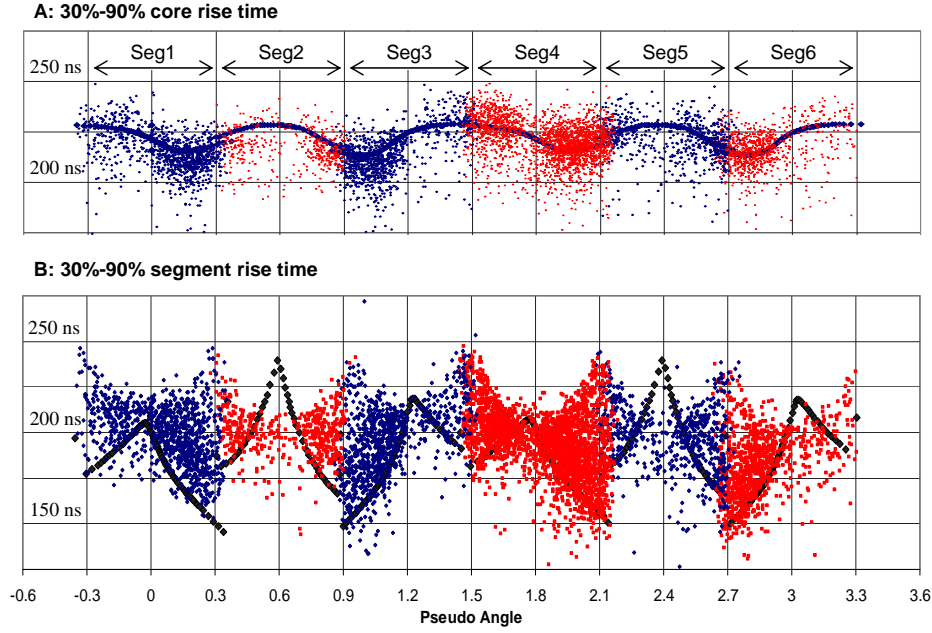 A: 30%-90% core rise time
Seg1 Seg2 Seg3 Seg4 Seg5 Seg6
250 ns
200 ns
B: 30%-90% segment rise time
250 ns
200 ns
150 ns
-0.6 -0.3 0 0.3 0.6 0.9 1.2 1.5 1.8 2.1 2.4 2.7 3 3.3 3.6
Pseudo Angle